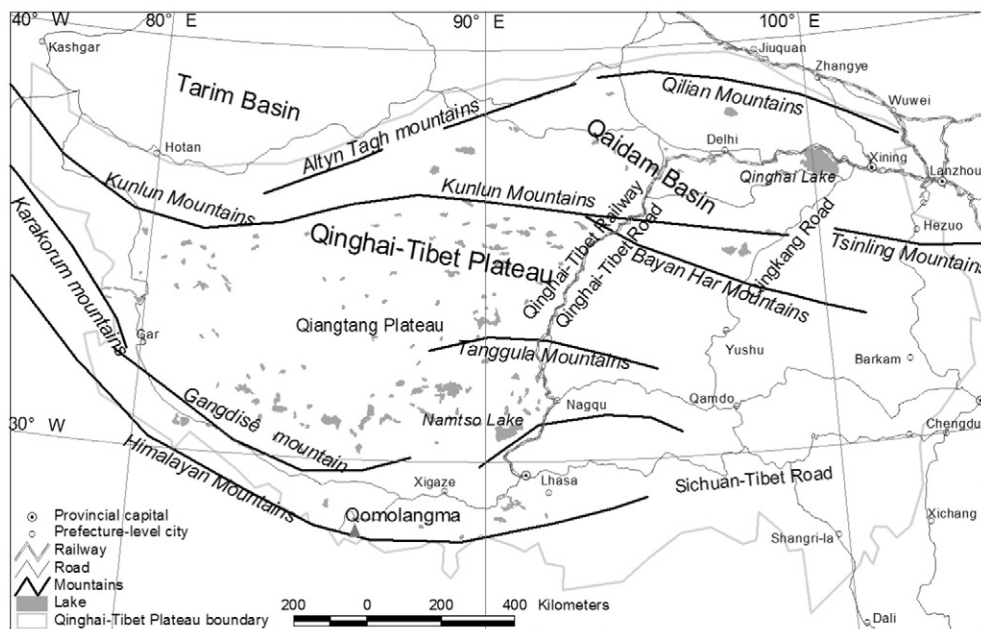 40° W 80° E 90° E 100° E
Kashgar
Jiuquan
Zhangye
Tarim Basin
Qilian Mountains
Wuwei
Altyn Tagh mountains
Hotan
Delhi
Qaidam Basin
Qinghai Lake
Xining
Lanzhou
Kunlun Mountains
Kunlun Mountains
Hezuo
Karakorum mountains
Qinghai-Tibet Plateau
Qinghai-Tibet Railway
Qinghai-Tibet Road
Qingkang Road
Tsinling Mountains
Bayan Har Mountains
Qiangtang Plateau
Gar
Tanggula Mountains
Yushu
Barkam
Gangdisé mountain
Namtso Lake
Nagqu
Qamdo
30° W
Chengdu
Himalayan Mountains
Xigaze
Lhasa
Sichuan-Tibet Road
Qomolangma
Xichang
Shangri-la
Dali
Provincial capital
Prefecture-level city
Railway
Road
Mountains
Lake
Qinghai-Tibet Plateau boundary
200 0 200 400 Kilometers